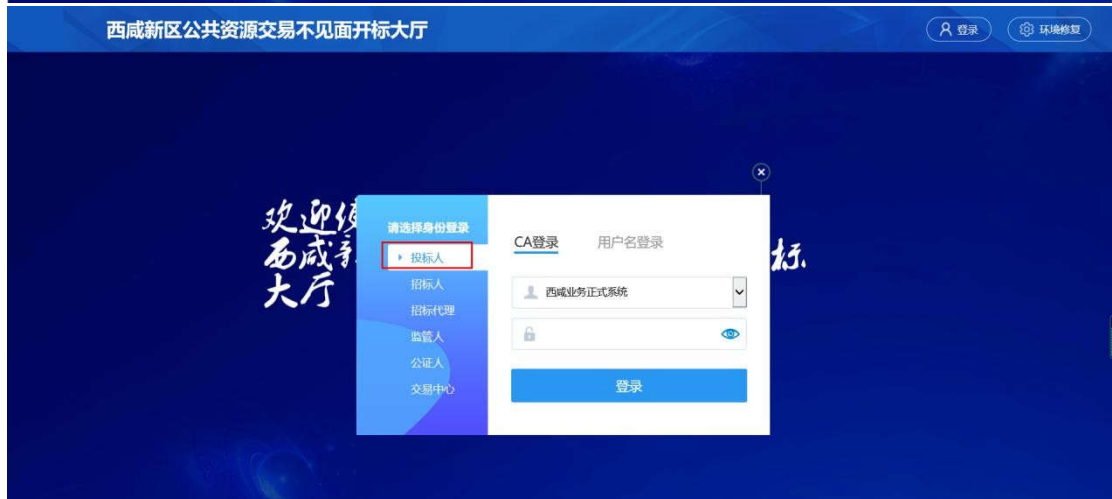 西咸新区公共资源交易不见面开标大厅
登录
环境修复
欢迎
西咸
标
大厅
请选择身份登录
投标人
招标人
招标代理
监管人
公证人
交易中心
CA登录
用户名登录
西咸业务正式系统
登录